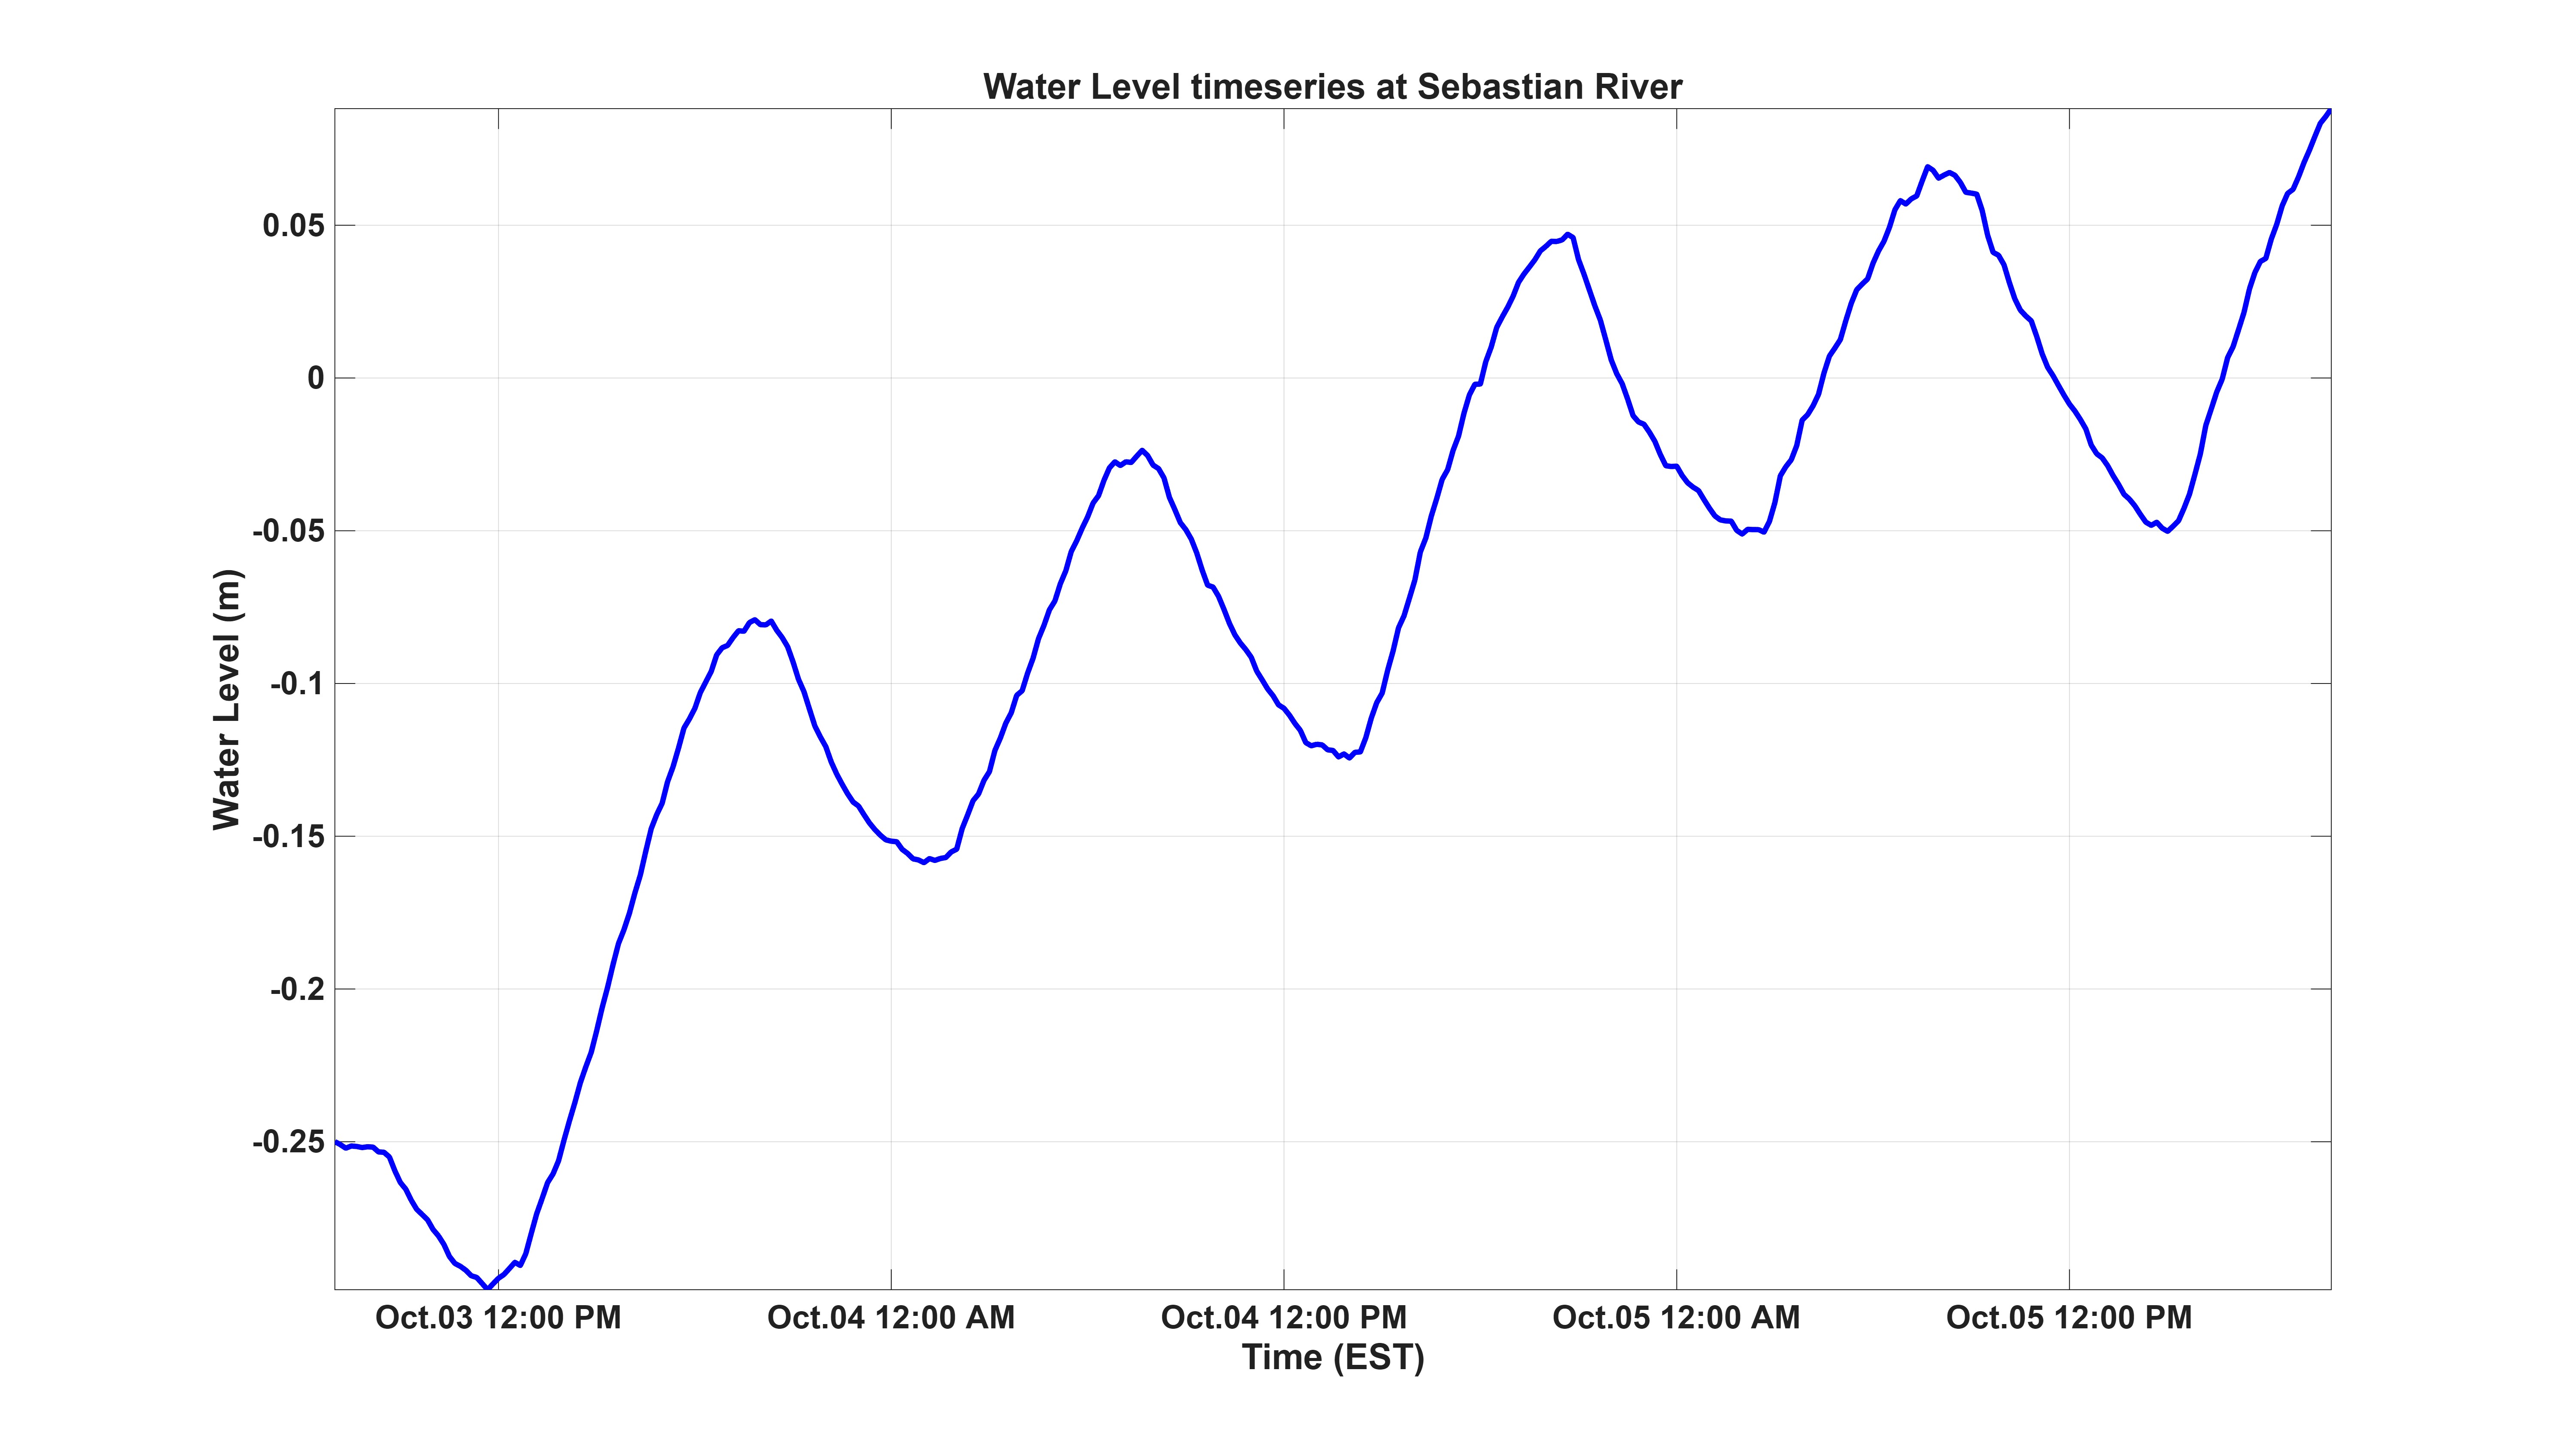 Water Level timeseries at Sebastian River
Water Level (m)
0.05
0
-0.05
-0.1
-0.15
-0.2
-0.25
Oct.03 12:00 PM
Oct.04 12:00 AM
Oct.04 12:00 PM
Oct.05 12:00 AM
Oct.05 12:00 PM
Time (EST)